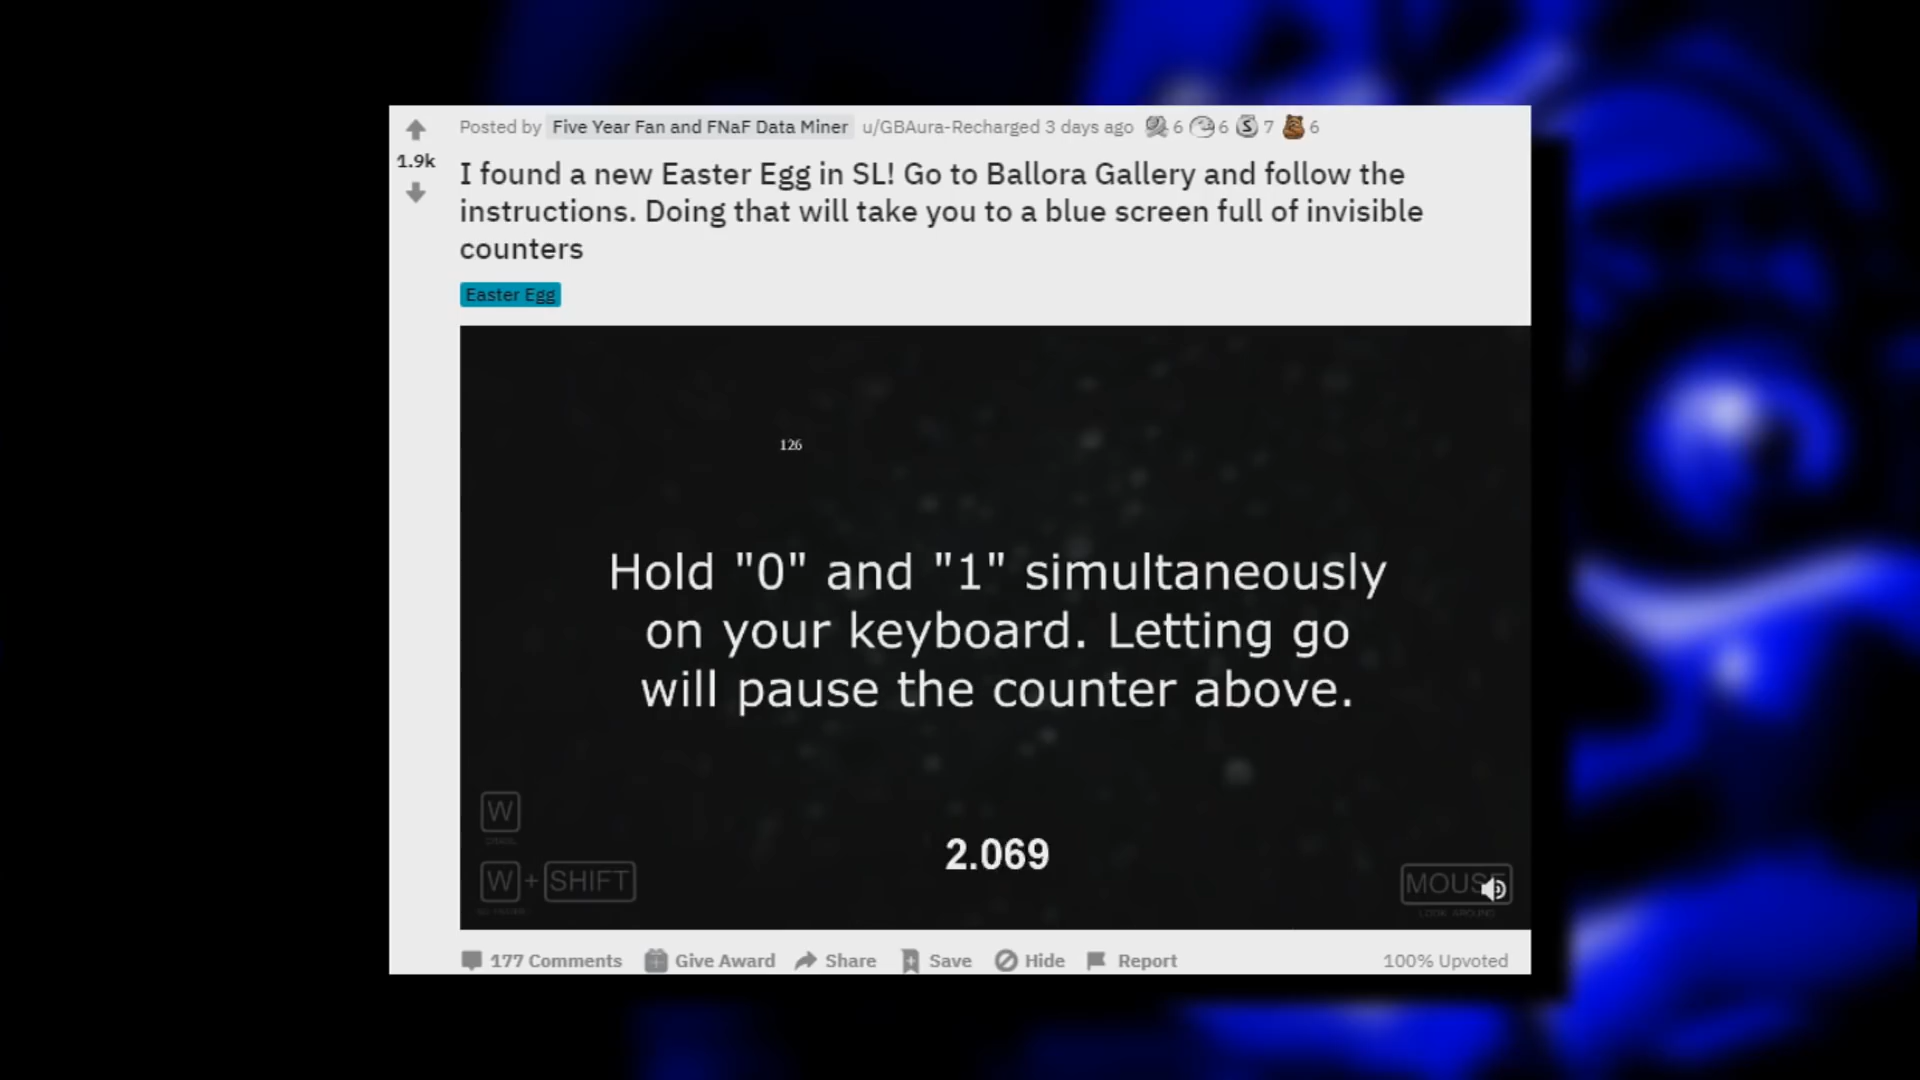 Posted by Five Year Fan and FNaF Data Miner u/GBAura-Recharged 3 days ago 6 6 7 6
1.9k
I found a new Easter Egg in SL! Go to Ballora Gallery and follow the
instructions. Doing that will take you to a blue screen full of invisible
counters
Easter Egg
126
Hold "0" and "1" simultaneously
on your keyboard. Letting go
will pause the counter above.
W
2.069
W + SHIFT
MOUSE
LOOK AROUND
177 Comments Give Award Share Save Hide Report 100% Upvoted